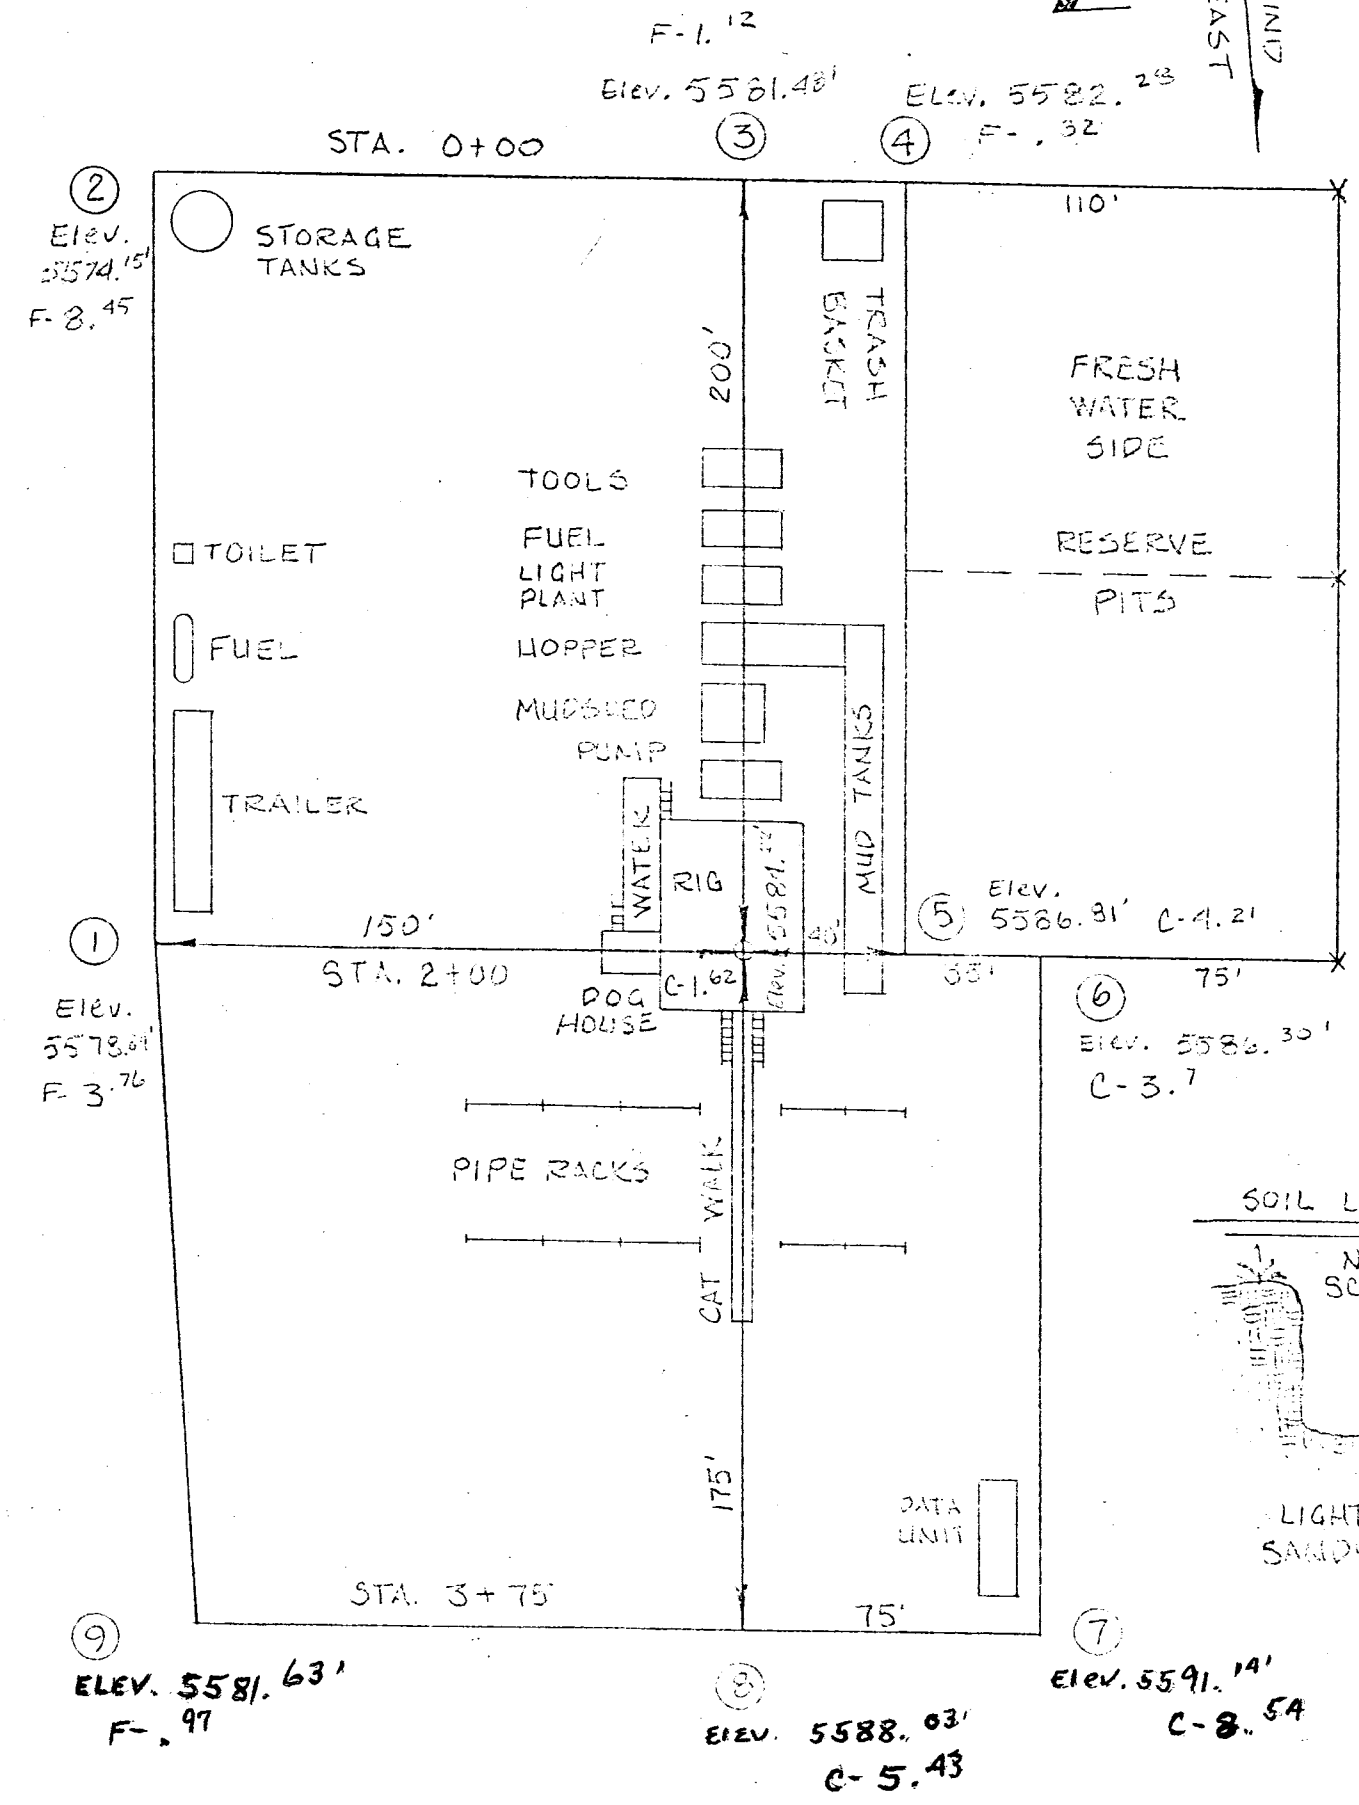 F-1.12
WIND
EAST
Elev. 5581.48'
Elev. 5582.28
F-.32
STA. 0+00
3
4
2
Elev.
5574.15'
F-8.45
STORAGE
TANKS
110'
TRASH
BASKET
200'
FRESH
WATER
SIDE
TOOLS
FUEL
LIGHT
PLANT
RESERVE
PITS
TOILET
FUEL
HOPPER
PUMP
MUD TANKS
TRAILER
WATER
RIG
1
150'
STA. 2+00
C-1.62
DOG
HOUSE
5
Elev.
5586.81' C-4.21
6
75'
Elev.
F-3.76
Elev. 5586.30'
C-3.7
PIPE RACKS
CAT WALK
SOIL L
N
SC
175'
DATA
UNIT
LIGHT
STA. 3+75
75'
9
ELEV. 5581.63'
F-.97
8
ELEV. 5588.03'
C-5.43
7
Elev. 5591.14'
C-8.54